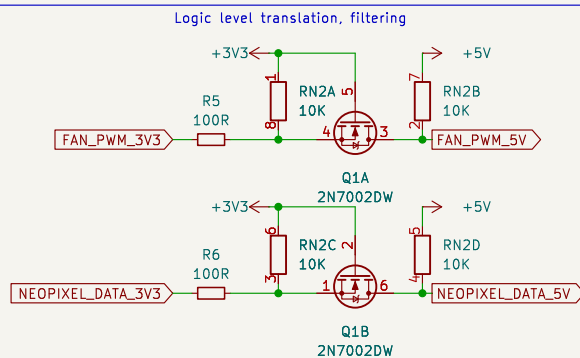 Logic level translation, filtering
+3V3
+5V
1
RN2A
10K
8
5
7
RN2B
10K
2
R5
100R
FAN_PWM_3V3
4
3
FAN_PWM_5V
Q1A
2N7002DW
+3V3
+5V
6
RN2C
10K
3
2
5
RN2D
10K
4
R6
100R
NEOPIXEL_DATA_3V3
1
6
NEOPIXEL_DATA_5V
Q1B
2N7002DW